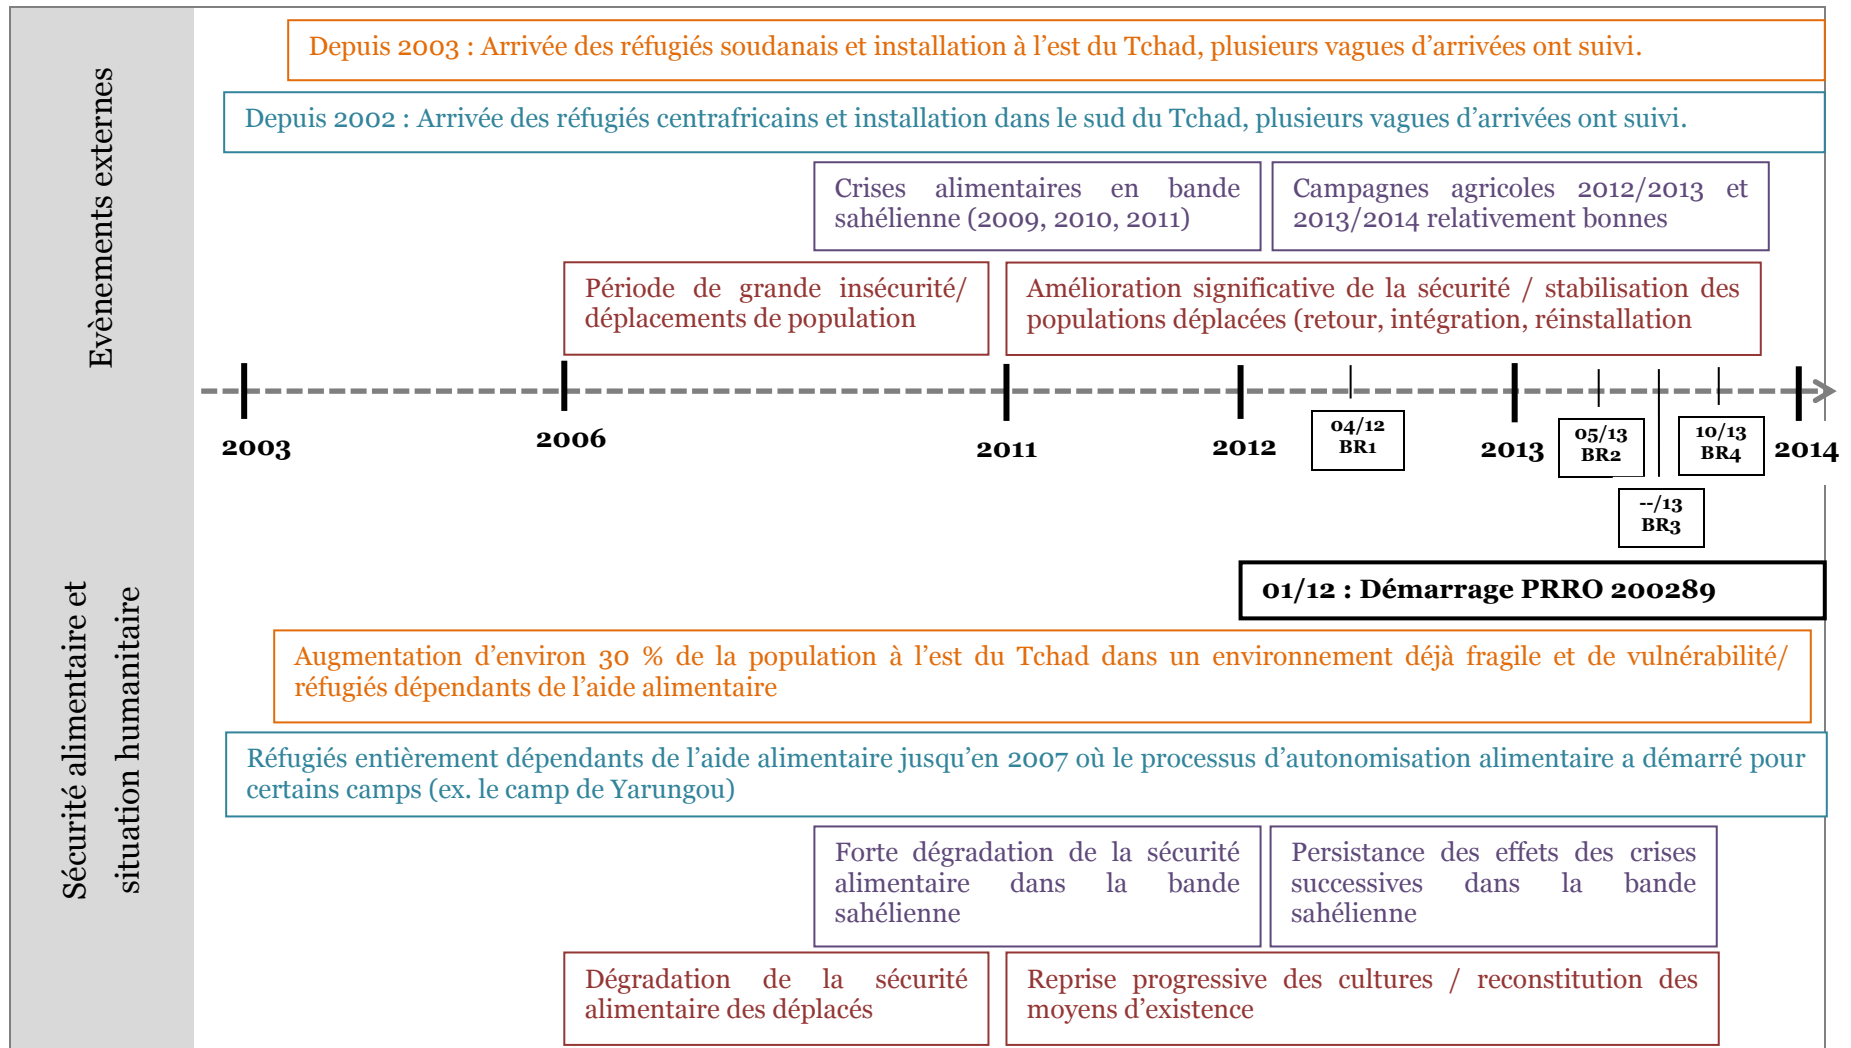 Evènements externes
Depuis 2003 : Arrivée des réfugiés soudanais et installation à l'est du Tchad, plusieurs vagues d'arrivées ont suivi.
Depuis 2002 : Arrivée des réfugiés centrafricains et installation dans le sud du Tchad, plusieurs vagues d'arrivées ont suivi.
Crises alimentaires en bande
sahélienne (2009, 2010, 2011)
Campagnes agricoles 2012/2013 et
2013/2014 relativement bonnes
Période de grande insécurité/
déplacements de population
Amélioration significative de la sécurité / stabilisation des
populations déplacées (retour, intégration, réinstallation
2003
2006
2011
2012
04/12
BR1
2013
05/13
BR2
--/13
BR3
10/13
BR4
2014
Sécurité alimentaire et
situation humanitaire
01/12 : Démarrage PRRO 200289
Augmentation d'environ 30 % de la population à l'est du Tchad dans un environnement déjà fragile et de vulnérabilité/
réfugiés dépendants de l'aide alimentaire
Réfugiés entièrement dépendants de l'aide alimentaire jusqu'en 2007 où le processus d'autonomisation alimentaire a démarré pour
certains camps (ex. le camp de Yarungou)
Forte dégradation de la sécurité
alimentaire dans la bande
sahélienne
Persistance des effets des crises
successives dans la bande
sahélienne
Dégradation de la sécurité
alimentaire des déplacés
Reprise progressive des cultures / reconstitution des
moyens d'existence